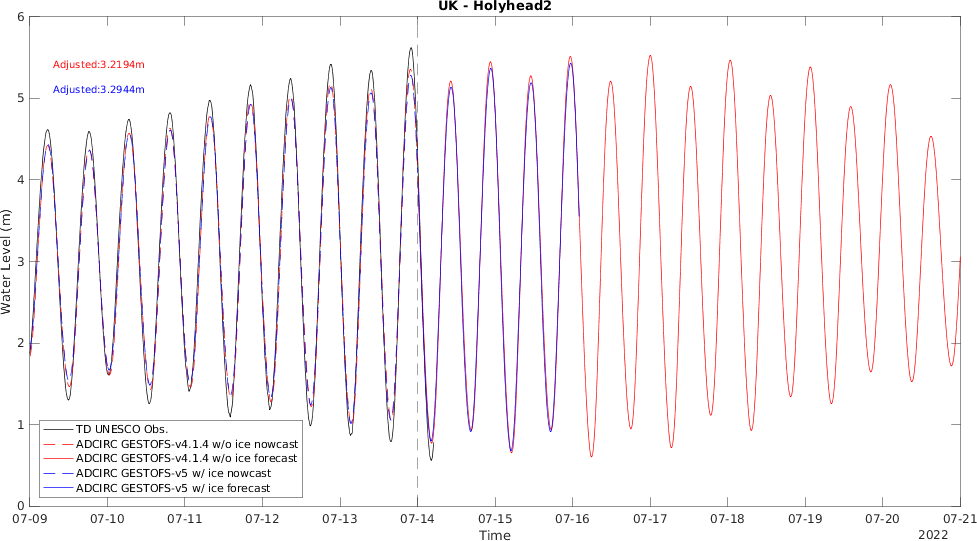 UK - Holyhead2
Adjusted:3.2194m
Adjusted:3.2944m
Water Level (m)
6
5
4
3
2
1
0
TD UNESCO Obs.
ADCIRC GESTOFS-v4.1.4 w/o ice nowcast
ADCIRC GESTOFS-v4.1.4 w/o ice forecast
ADCIRC GESTOFS-v5 w/ ice nowcast
ADCIRC GESTOFS-v5 w/ ice forecast
07-09 07-10 07-11 07-12 07-13 07-14 07-15 07-16 07-17 07-18 07-19 07-20 07-21
Time
2022